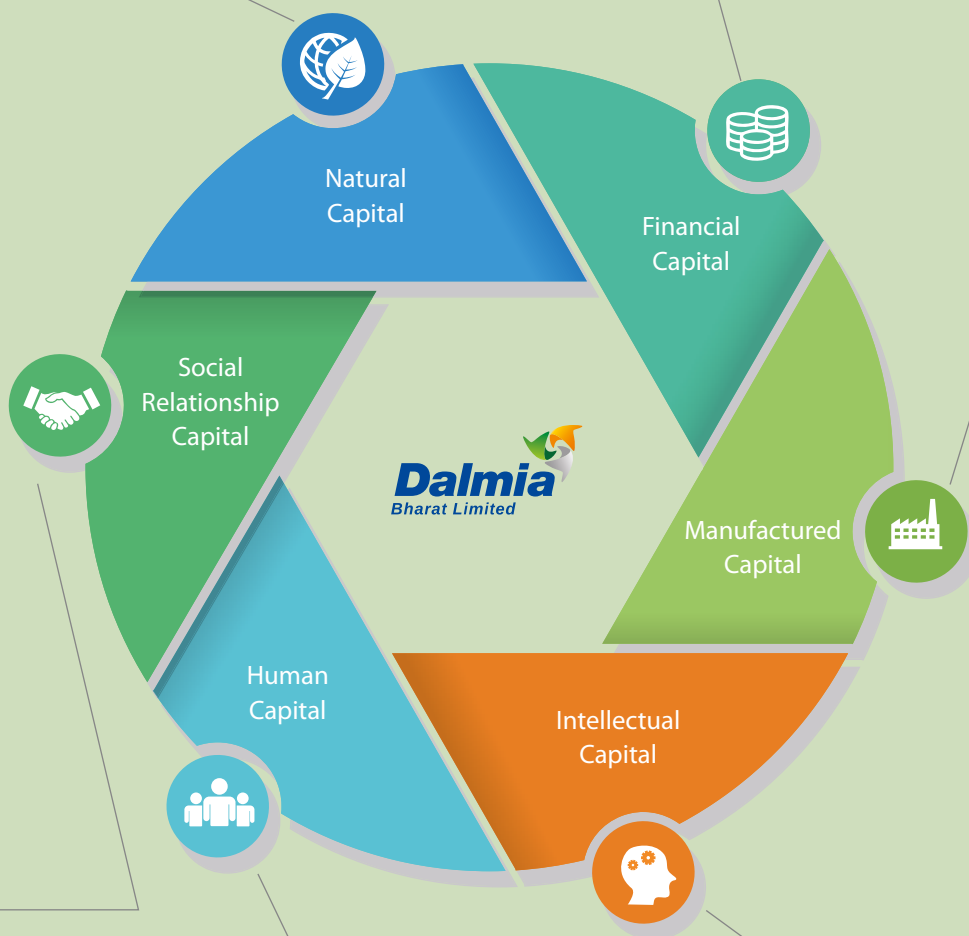 Natural
Capital
Financial
Capital
Social
Relationship
Capital
Dalmia
Bharat Limited
Manufactured
Capital
Human
Capital
Intellectual
Capital